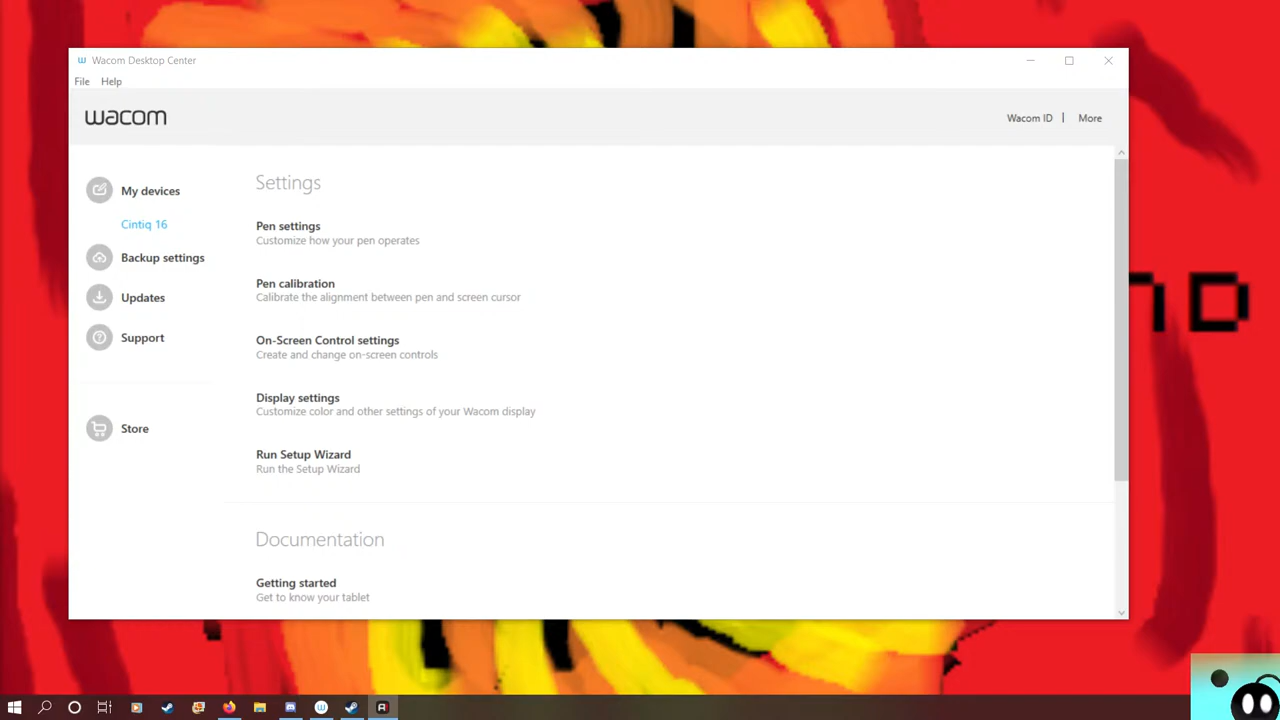 Wacom Desktop Center
File Help
wacom
Wacom ID | More
My devices
Cintiq 16
Backup settings
Updates
Support
Store
Settings
Pen settings
Customize how your pen operates
Pen calibration
Calibrate the alignment between pen and screen cursor
On-Screen Control settings
Create and change on-screen controls
Display settings
Customize color and other settings of your Wacom display
Run Setup Wizard
Run the Setup Wizard
Documentation
Getting started
Get to know your tablet